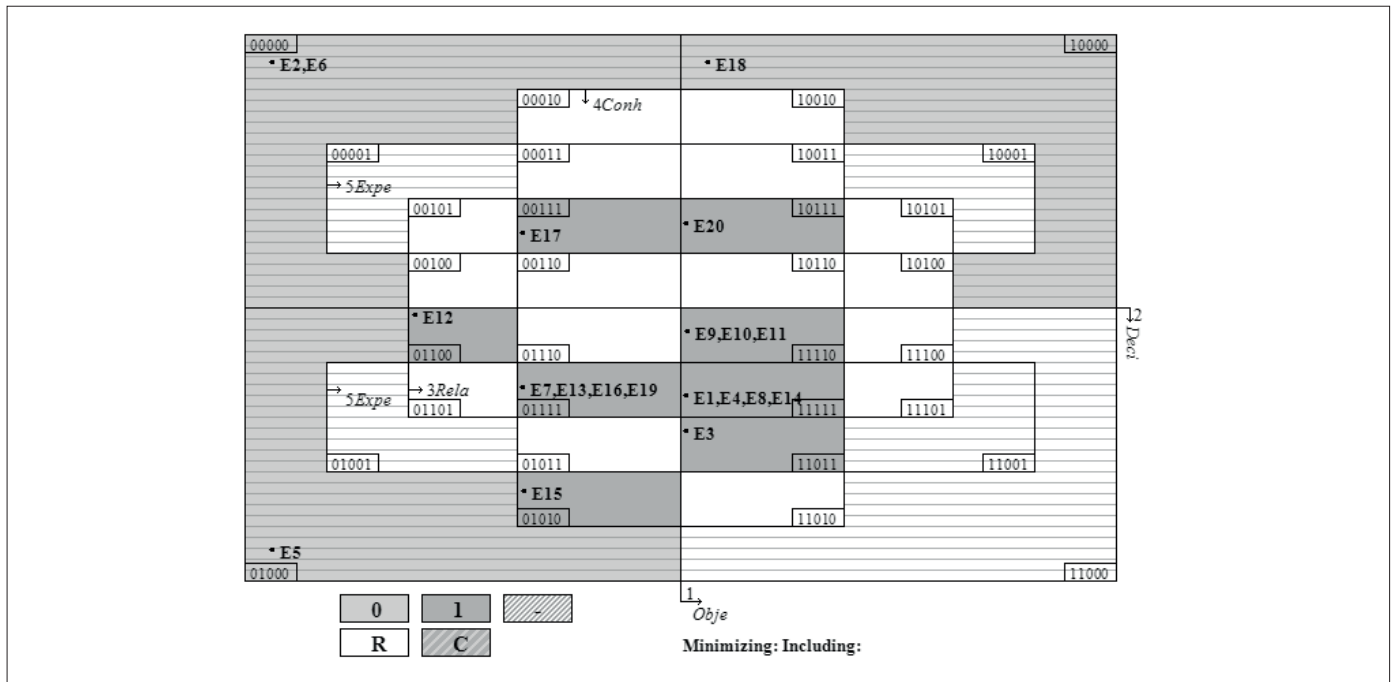 00000 10000
E2,E6 E18
00010 4Conh 10010
00001 00011 10011 10001
5Expe
00101 00111 10111 10101
E17 E20
00100 00110 10110 10100
E12 2
E9,E10,E11 Deci
01100 01110 11110 11100
5Expe 3Rela E7,E13,E16,E19 E1,E4,E8,E14
01101 01111 11111 11101
E3
01001 01011 11011 11001
E15
01010 11010
E5
01000 11000
1
0 1 - Obje
R C Minimizing: Including: